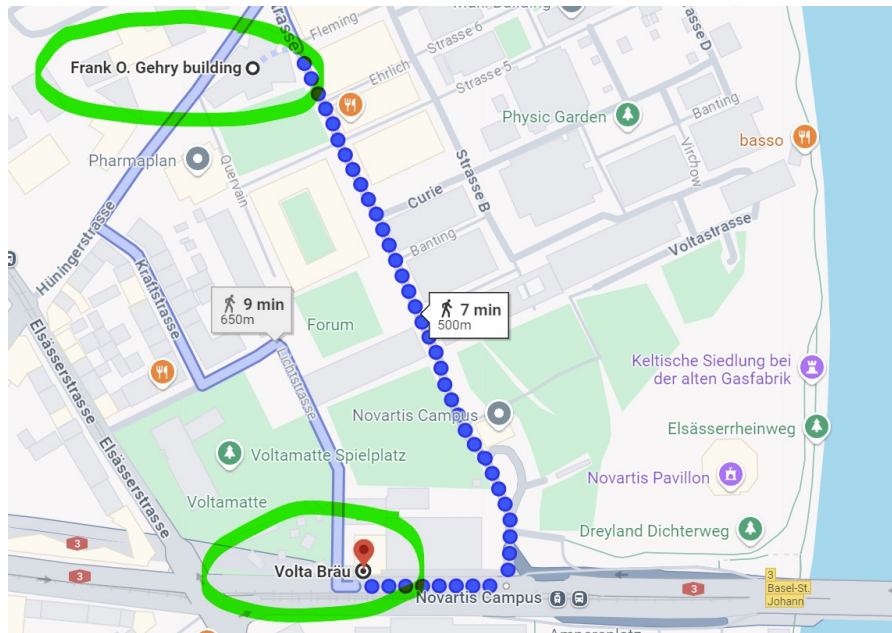 Fleming
Strasse 6
Frank O. Gehry building
Ehrlich
Strasse 5
Strasse D
Physic Garden
Banting
basso
Pharmaplan
Quervain
Virchow
Curie
Strasse B
Voltastrasse
Banting
Hüningerstrasse
Kraftstrasse
9 min
650m
7 min
500m
Forum
Lichtstrasse
Elsässerstrasse
Keltische Siedlung bei
der alten Gasfabrik
Novartis Campus
Elsässerrheinweg
Elsässerstrasse
Voltamatte Spielplatz
Novartis Pavillon
Voltamatte
Dreyland Dichterweg
3
3
Volta Bräu
Novartis Campus
3
3
Basel-St.
Johann